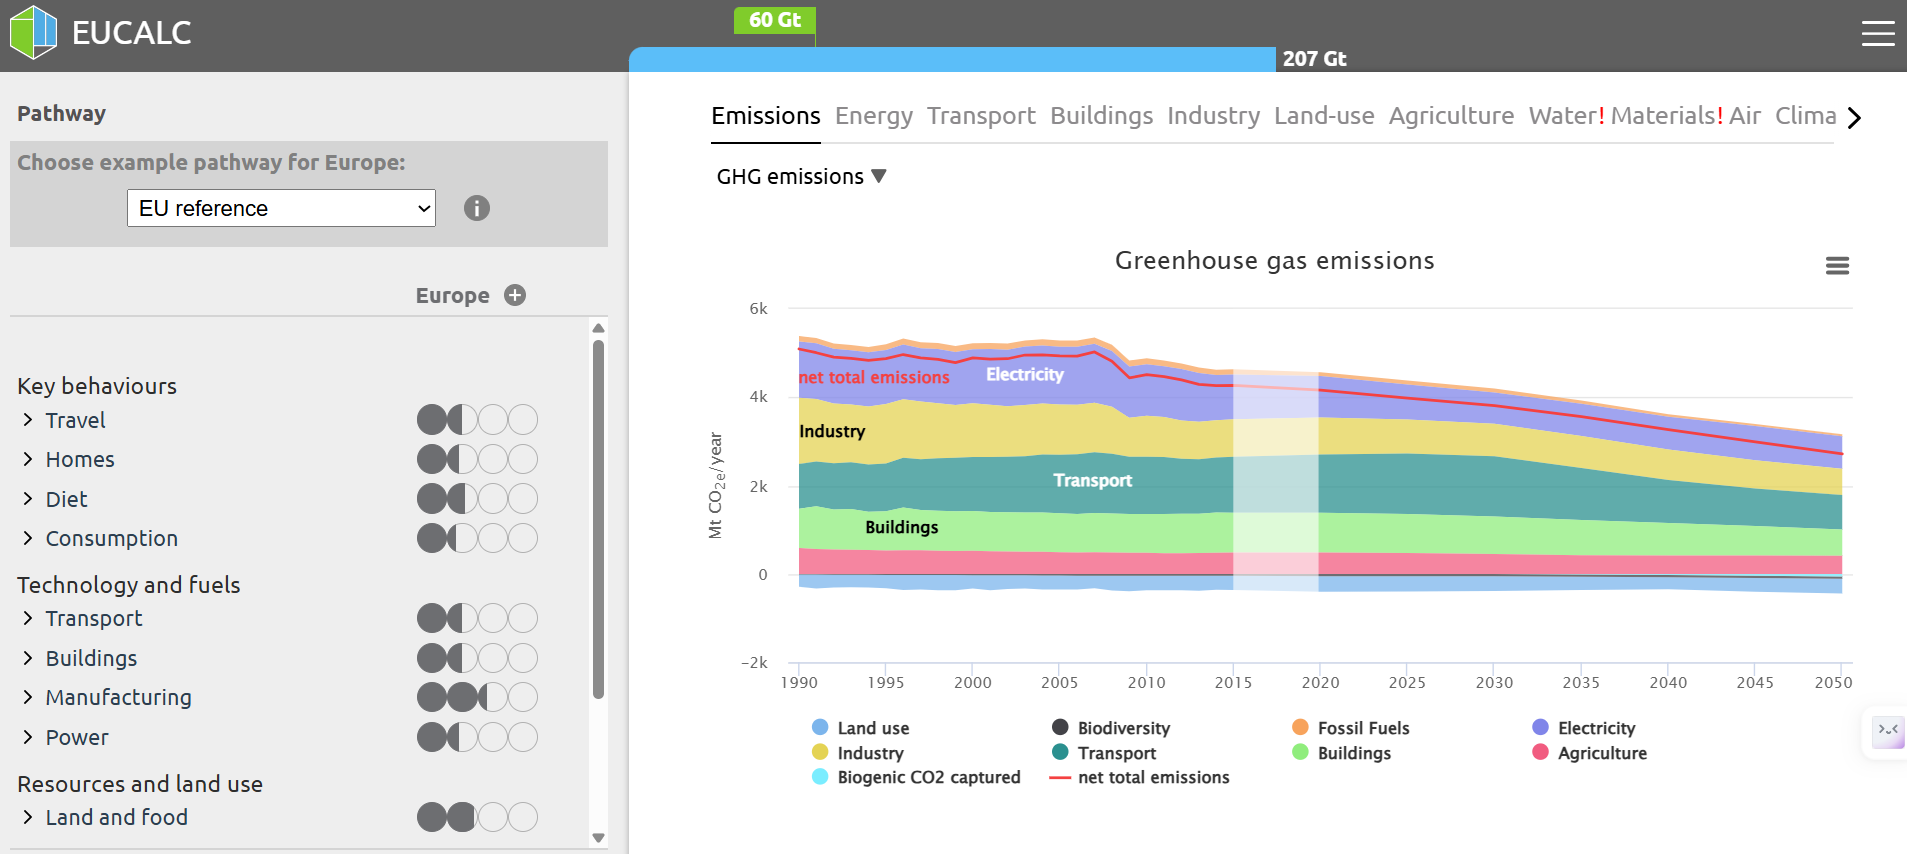 EUCALC
60 Gt
207 Gt
Pathway
Choose example pathway for Europe:
EU reference
i
Europe +
Key behaviours
Travel
Homes
Diet
Consumption
Technology and fuels
Transport
Buildings
Manufacturing
Power
Resources and land use
Land and food
Emissions Energy Transport Buildings Industry Land-use Agriculture Water! Materials! Air Clima
GHG emissions ▼
Greenhouse gas emissions
Mt CO2e/year
6k
4k
2k
0
−2k
net total emissions
Electricity
Industry
Transport
Buildings
1990 1995 2000 2005 2010 2015 2020 2025 2030 2035 2040 2045 2050
Land use Biodiversity Fossil Fuels Electricity
Industry Transport Buildings Agriculture
Biogenic CO2 captured net total emissions